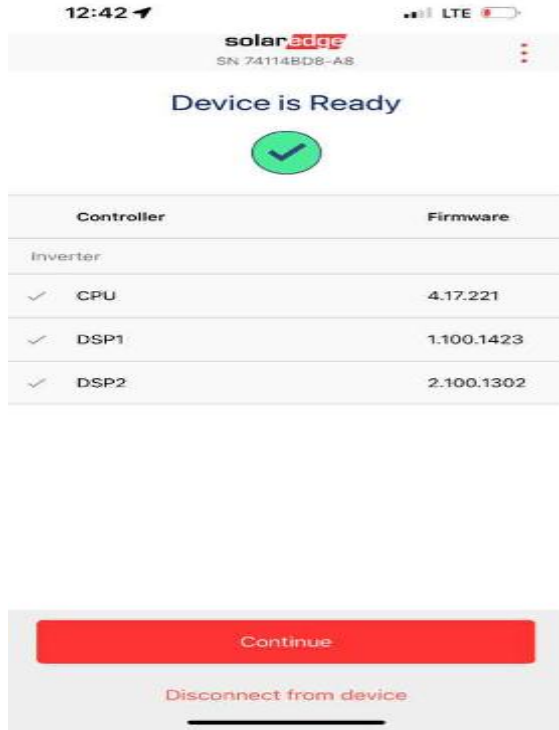 12:42 LTE
solaredge
SN 74114BD8-A8
Device is Ready
Controller Firmware
Inverter
CPU 4.17.221
DSP1 1.100.1423
DSP2 2.100.1302
Continue
Disconnect from device